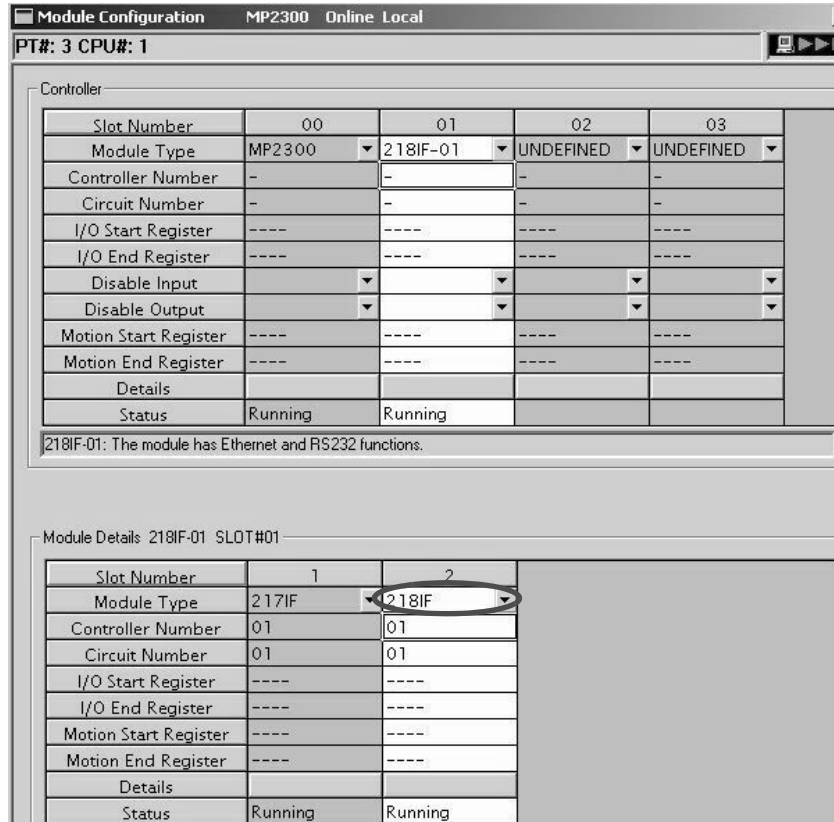 Module Configuration MP2300 Online Local
PT#: 3 CPU#: 1
Controller
Slot Number 00 01 02 03
Module Type MP2300 218IF-01 UNDEFINED UNDEFINED
Controller Number - - - -
Circuit Number - - - -
I/O Start Register ---- ---- ---- ----
I/O End Register ---- ---- ---- ----
Disable Input
Disable Output
Motion Start Register ---- ---- ---- ----
Motion End Register ---- ---- ---- ----
Details
Status Running Running
218IF-01: The module has Ethernet and RS232 functions.
Module Details 218IF-01 SLOT#01
Slot Number 1 2
Module Type 217IF 218IF
Controller Number 01 01
Circuit Number 01 01
I/O Start Register ---- ----
I/O End Register ---- ----
Motion Start Register ---- ----
Motion End Register ---- ----
Details
Status Running Running